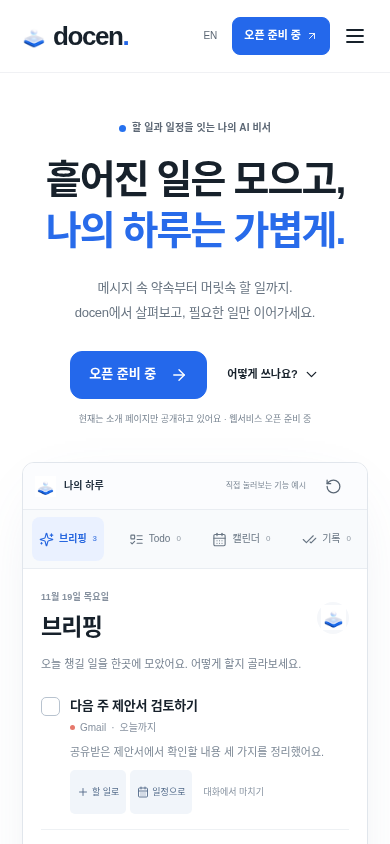 docen.
EN
오픈 준비 중
할 일과 일정을 잇는 나의 AI 비서
흩어진 일은 모으고,
나의 하루는 가볍게.
메시지 속 약속부터 머릿속 할 일까지.
docen에서 살펴보고, 필요한 일만 이어가세요.
오픈 준비 중
어떻게 쓰나요?
현재는 소개 페이지만 공개하고 있어요 · 웹서비스 오픈 준비 중
나의 하루
직접 눌러보는 기능 예시
브리핑 3
Todo 0
캘린더 0
기록 0
11월 19일 목요일
브리핑
오늘 챙길 일을 한곳에 모았어요. 어떻게 할지 골라보세요.
다음 주 제안서 검토하기
Gmail · 오늘까지
공유받은 제안서에서 확인할 내용 세 가지를 정리했어요.
할 일로
일정으로
대화에서 마치기